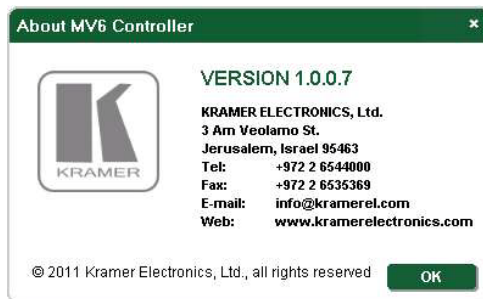 About MV6 Controller
VERSION 1.0.0.7
KRAMER
KRAMER ELECTRONICS, Ltd.
3 Am Veolamo St.
Jerusalem, Israel 95463
Tel: +972 2 6544000
Fax: +972 2 6535369
E-mail: info@kramerel.com
Web: www.kramerelectronics.com
© 2011 Kramer Electronics, Ltd., all rights reserved
OK